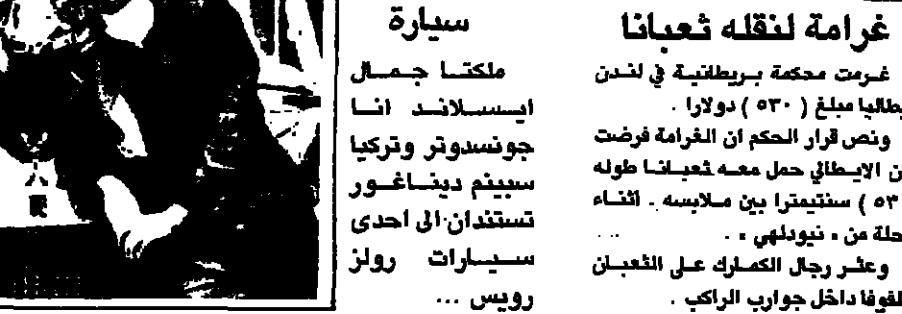 غرامة لنقله ثعبانا
غرمت محكمة بريطانية في لندن
يطاليا مبلغ ( ٥٣٠ ) دولارا .
ونص قرار الحكم ان الغرامة فرضت
ن الايطالي حمل معه ثعبانا طوله
٥٣ ) سنتيمترا بين ملابسه . اثناء
حلة من « نيودلهي » .
وعثر رجال الكمارك على الثعبان
لفوفا داخل جوارب الراكب .
سيارة
ملكتا جمال
ايسلاند انا
جونسدوتر وتركيا
سيبنم ديناغور
تستندان الى احدى
سيارات رولز
رويس ...